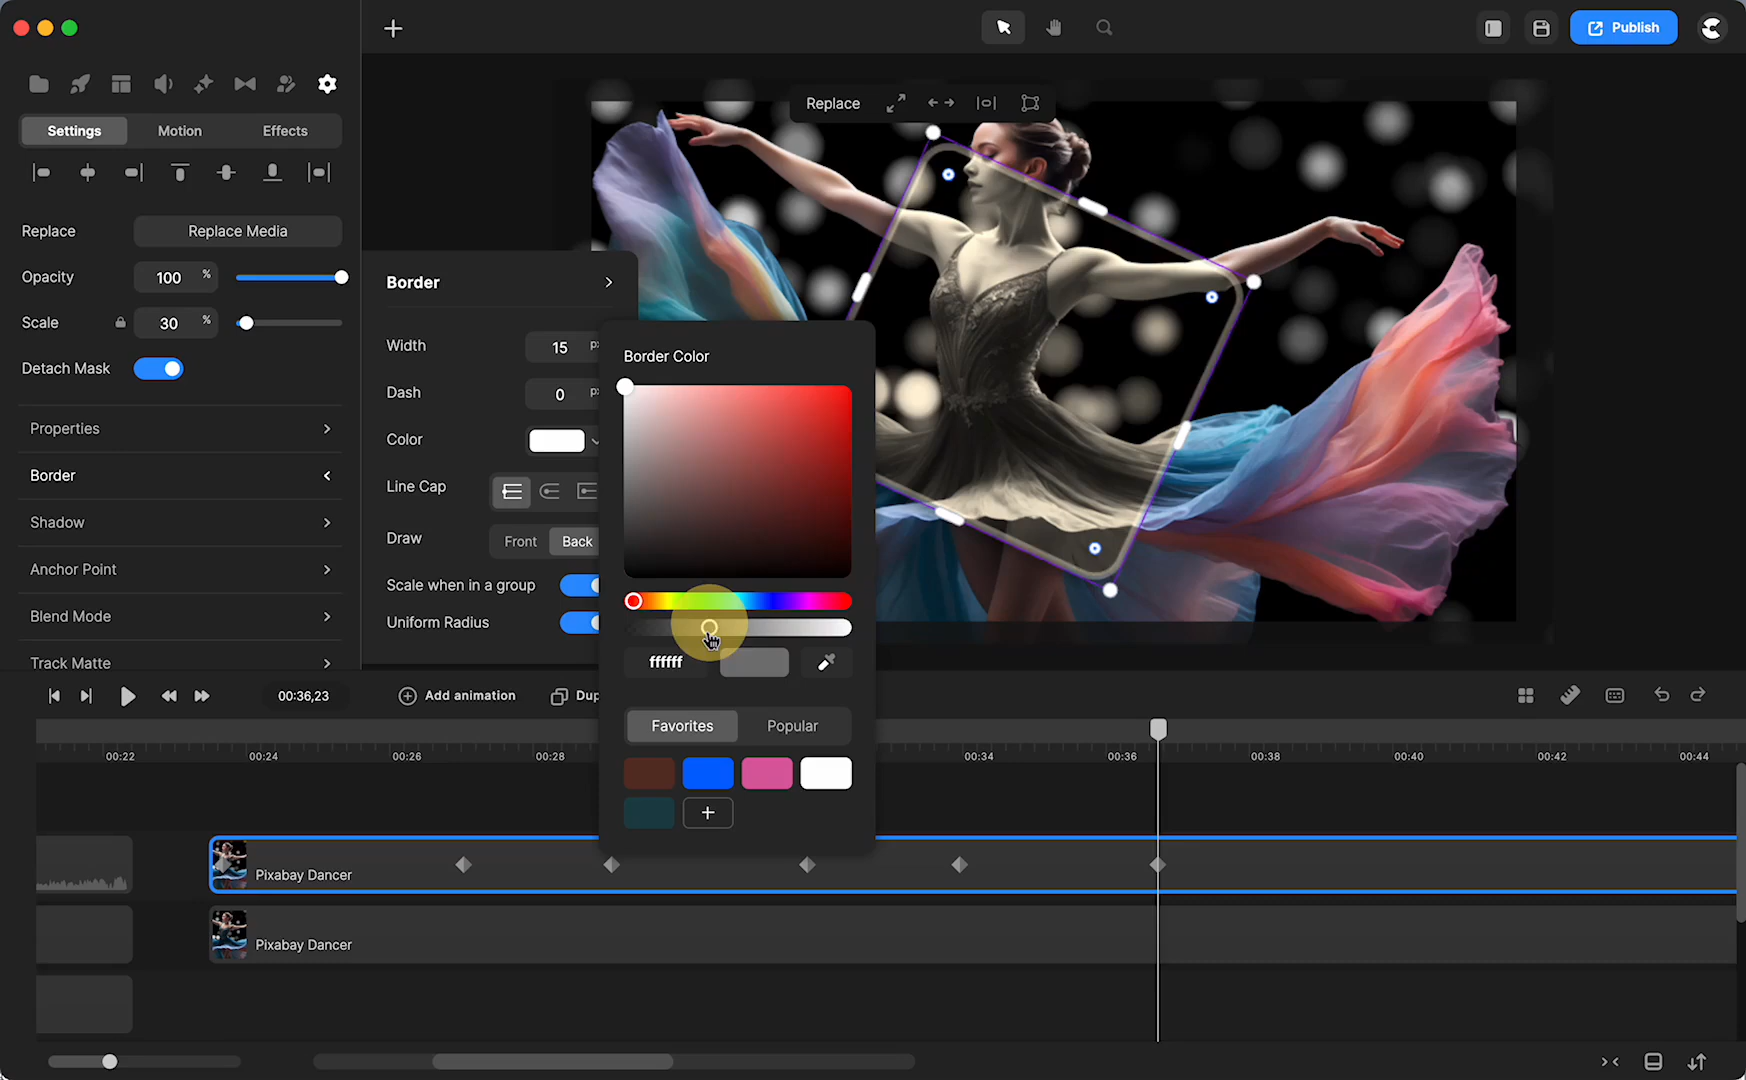 Publish
Settings Motion Effects
Replace
Replace Replace Media
Opacity 100 %
Scale 30 %
Detach Mask
Properties
Border
Shadow
Anchor Point
Blend Mode
Track Matte
Border
Width 15 px
Dash 0 px
Color
Line Cap
Draw Front Back
Scale when in a group
Uniform Radius
Border Color
ffffff
Favorites Popular
+
00:36,23 Add animation Dup
00:22 00:24 00:26 00:28 00:34 00:36 00:38 00:40 00:42 00:44
Pixabay Dancer
Pixabay Dancer